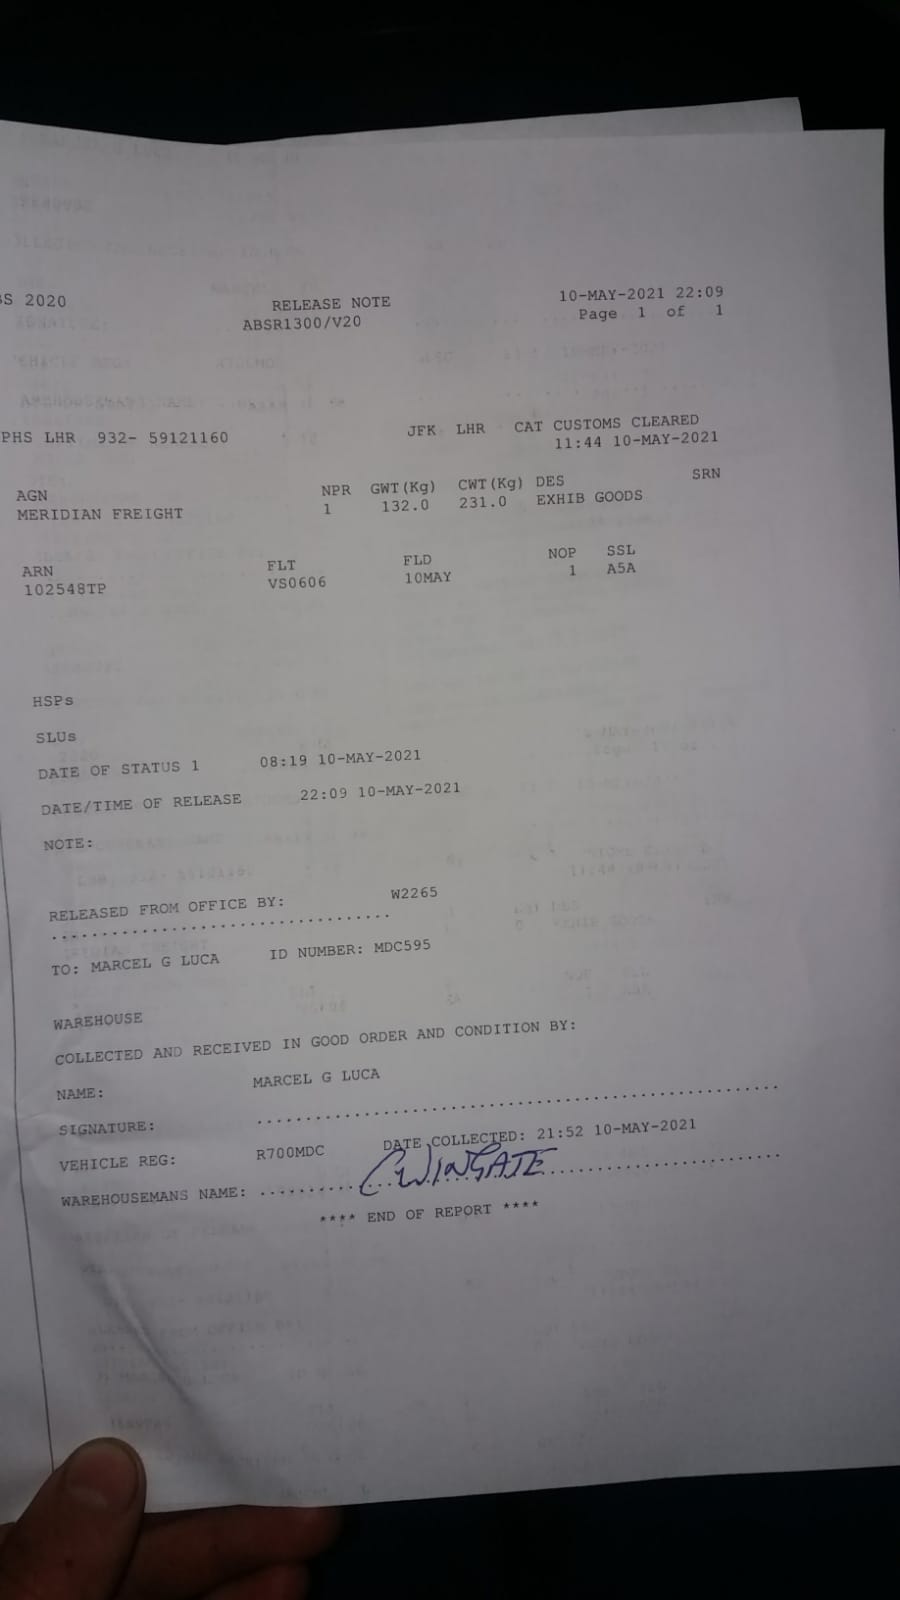 BS 2020
RELEASE NOTE
10-MAY-2021 22:09
ABSR1300/V20
Page 1 of 1
PHS LHR 932- 59121160 JFK LHR CAT CUSTOMS CLEARED
11:44 10-MAY-2021
AGN NPR GWT(Kg) CWT(Kg) DES SRN
MERIDIAN FREIGHT 1 132.0 231.0 EXHIB GOODS
ARN FLT FLD NOP SSL
102548TP VS0606 10MAY 1 A5A
HSPs
SLUs
DATE OF STATUS 1 08:19 10-MAY-2021
DATE/TIME OF RELEASE 22:09 10-MAY-2021
NOTE:
RELEASED FROM OFFICE BY: W2265
..................................
TO: MARCEL G LUCA ID NUMBER: MDC595
WAREHOUSE
COLLECTED AND RECEIVED IN GOOD ORDER AND CONDITION BY:
NAME: MARCEL G LUCA
SIGNATURE: ....................................................
VEHICLE REG: R700MDC DATE COLLECTED: 21:52 10-MAY-2021
WAREHOUSEMANS NAME: CWINGATE
**** END OF REPORT ****